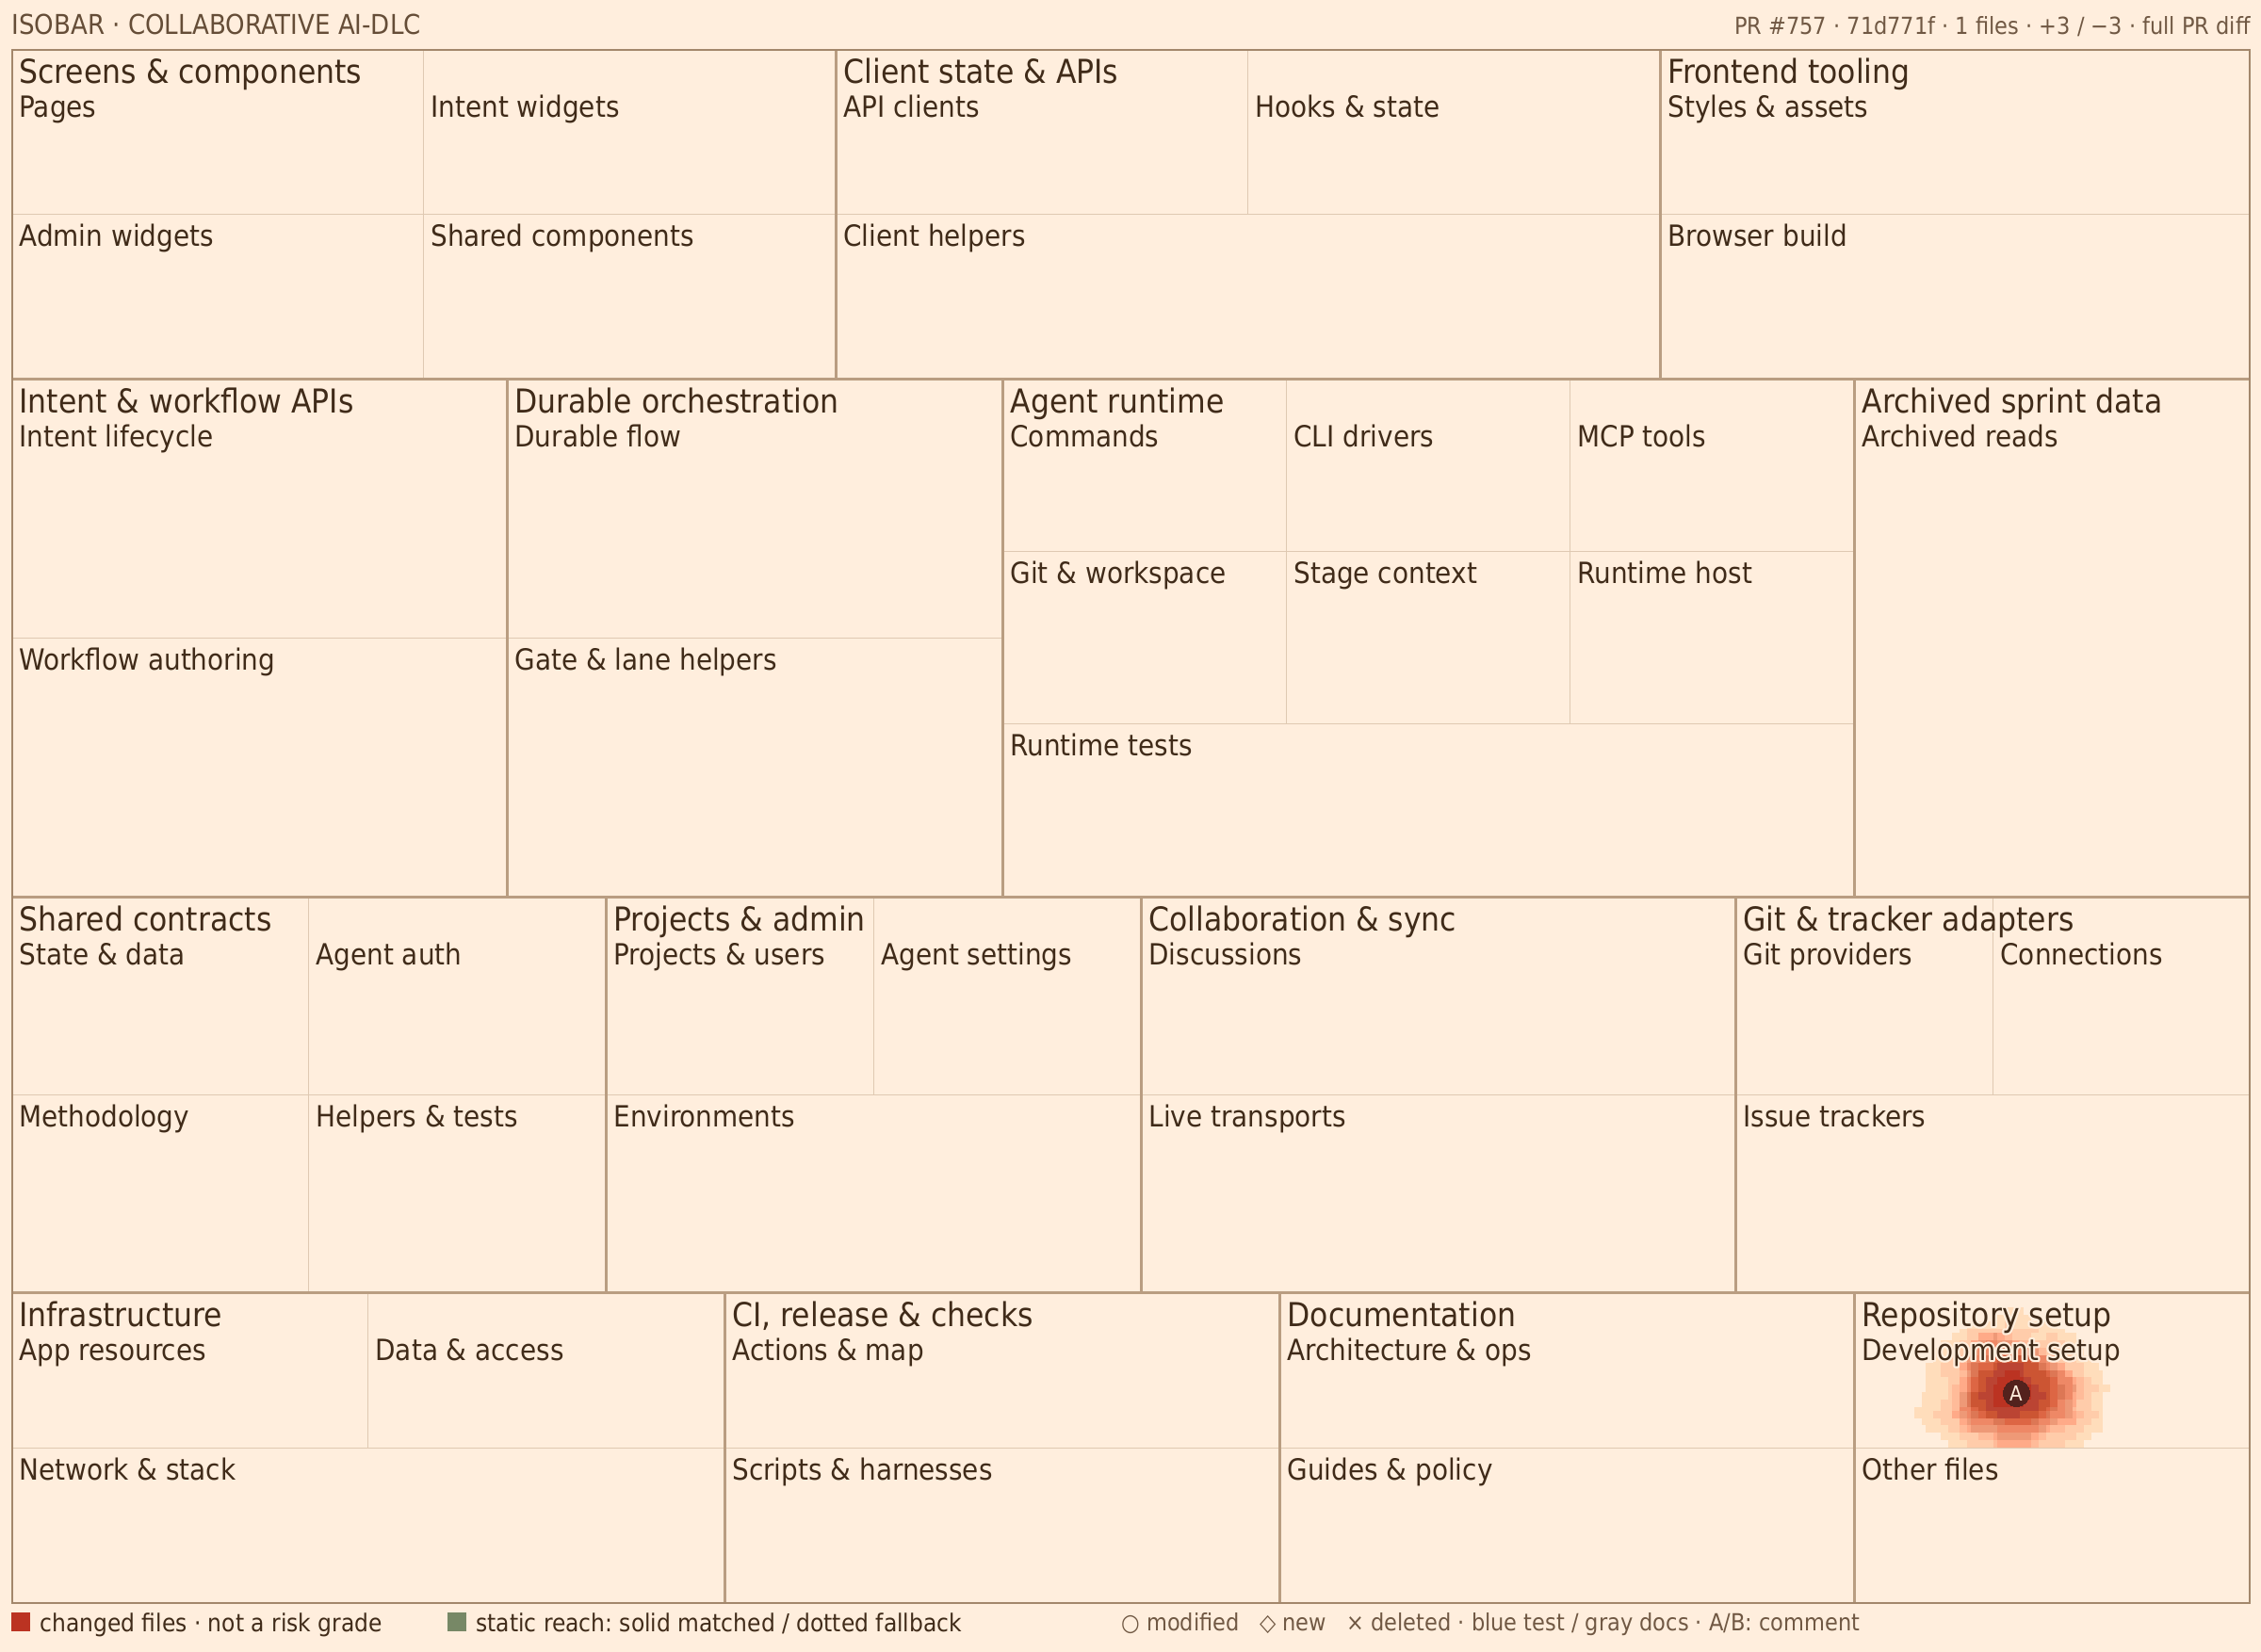 ISOBAR · COLLABORATIVE AI-DLC
PR #757 · 71d771f · 1 files · +3 / −3 · full PR diff
Screens & components
Pages
Intent widgets
Admin widgets
Shared components
Client state & APIs
API clients
Hooks & state
Client helpers
Frontend tooling
Styles & assets
Browser build
Intent & workflow APIs
Intent lifecycle
Workflow authoring
Durable orchestration
Durable flow
Gate & lane helpers
Agent runtime
Commands
CLI drivers
MCP tools
Git & workspace
Stage context
Runtime host
Runtime tests
Archived sprint data
Archived reads
Shared contracts
State & data
Agent auth
Methodology
Helpers & tests
Projects & admin
Projects & users
Agent settings
Environments
Collaboration & sync
Discussions
Live transports
Git & tracker adapters
Git providers
Connections
Issue trackers
Infrastructure
App resources
Data & access
Network & stack
CI, release & checks
Actions & map
Scripts & harnesses
Documentation
Architecture & ops
Guides & policy
Repository setup
Development setup
A
Other files
changed files · not a risk grade
static reach: solid matched / dotted fallback
○ modified ◇ new × deleted · blue test / gray docs · A/B: comment